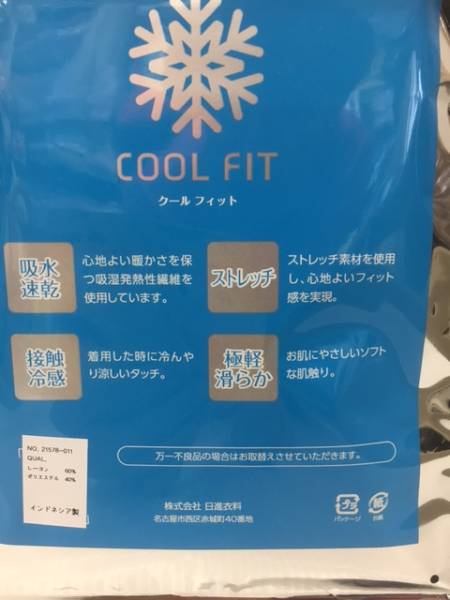 COOL FIT
クール フィット
吸水
速乾
心地よい暖かさを保
つ吸湿発熱性繊維を
使用しています。
ストレッチ
ストレッチ素材を使用
し、心地よいフィット
感を実現。
接触
冷感
着用した時に冷んや
り涼しいタッチ。
極軽
滑らか
お肌にやさしいソフト
な肌触り。
NO. 21578-011
QUAL.
レーヨン 60%
ポリエステル 40%
インドネシア製
万一不良品の場合はお取替えさせていただきます。
株式会社 日進衣料
名古屋市西区赤城町40番地
プラ
パッケージ
紙
台紙